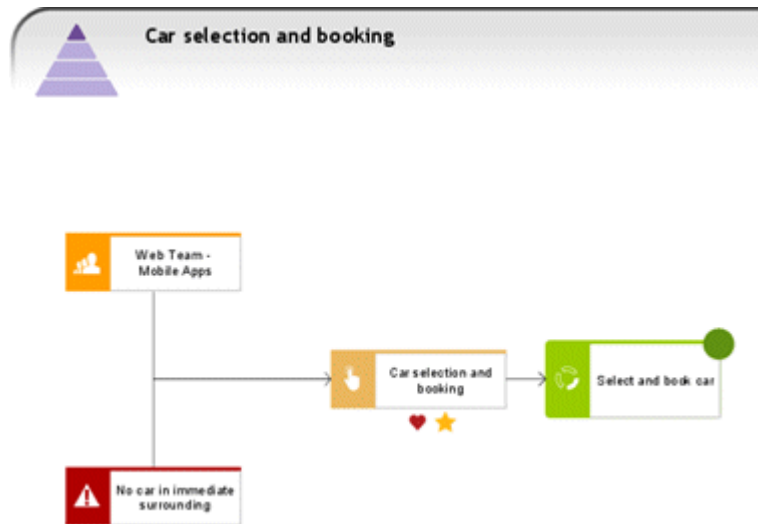 Car selection and booking
Web Team -
Mobile Apps
Car selection and
booking
Select and book car
No car in immediate
surrounding